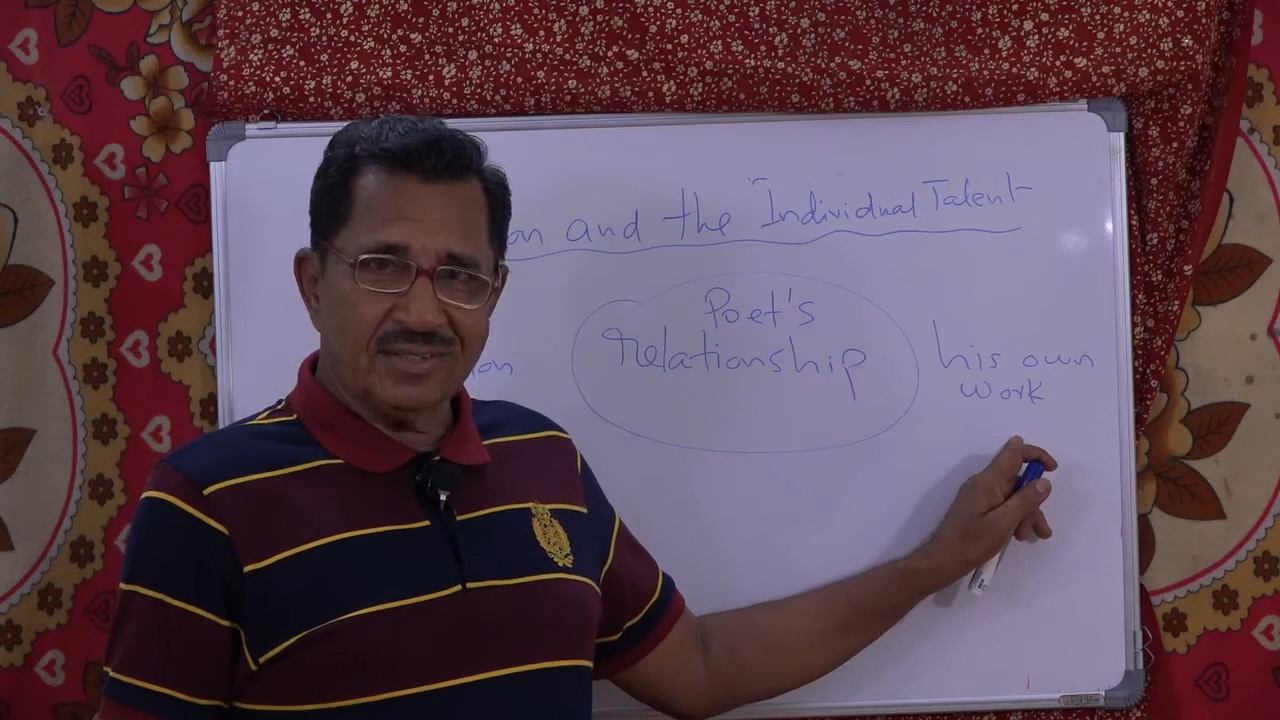 on and the "Individual Talent
Poet's
relationship
his own
work